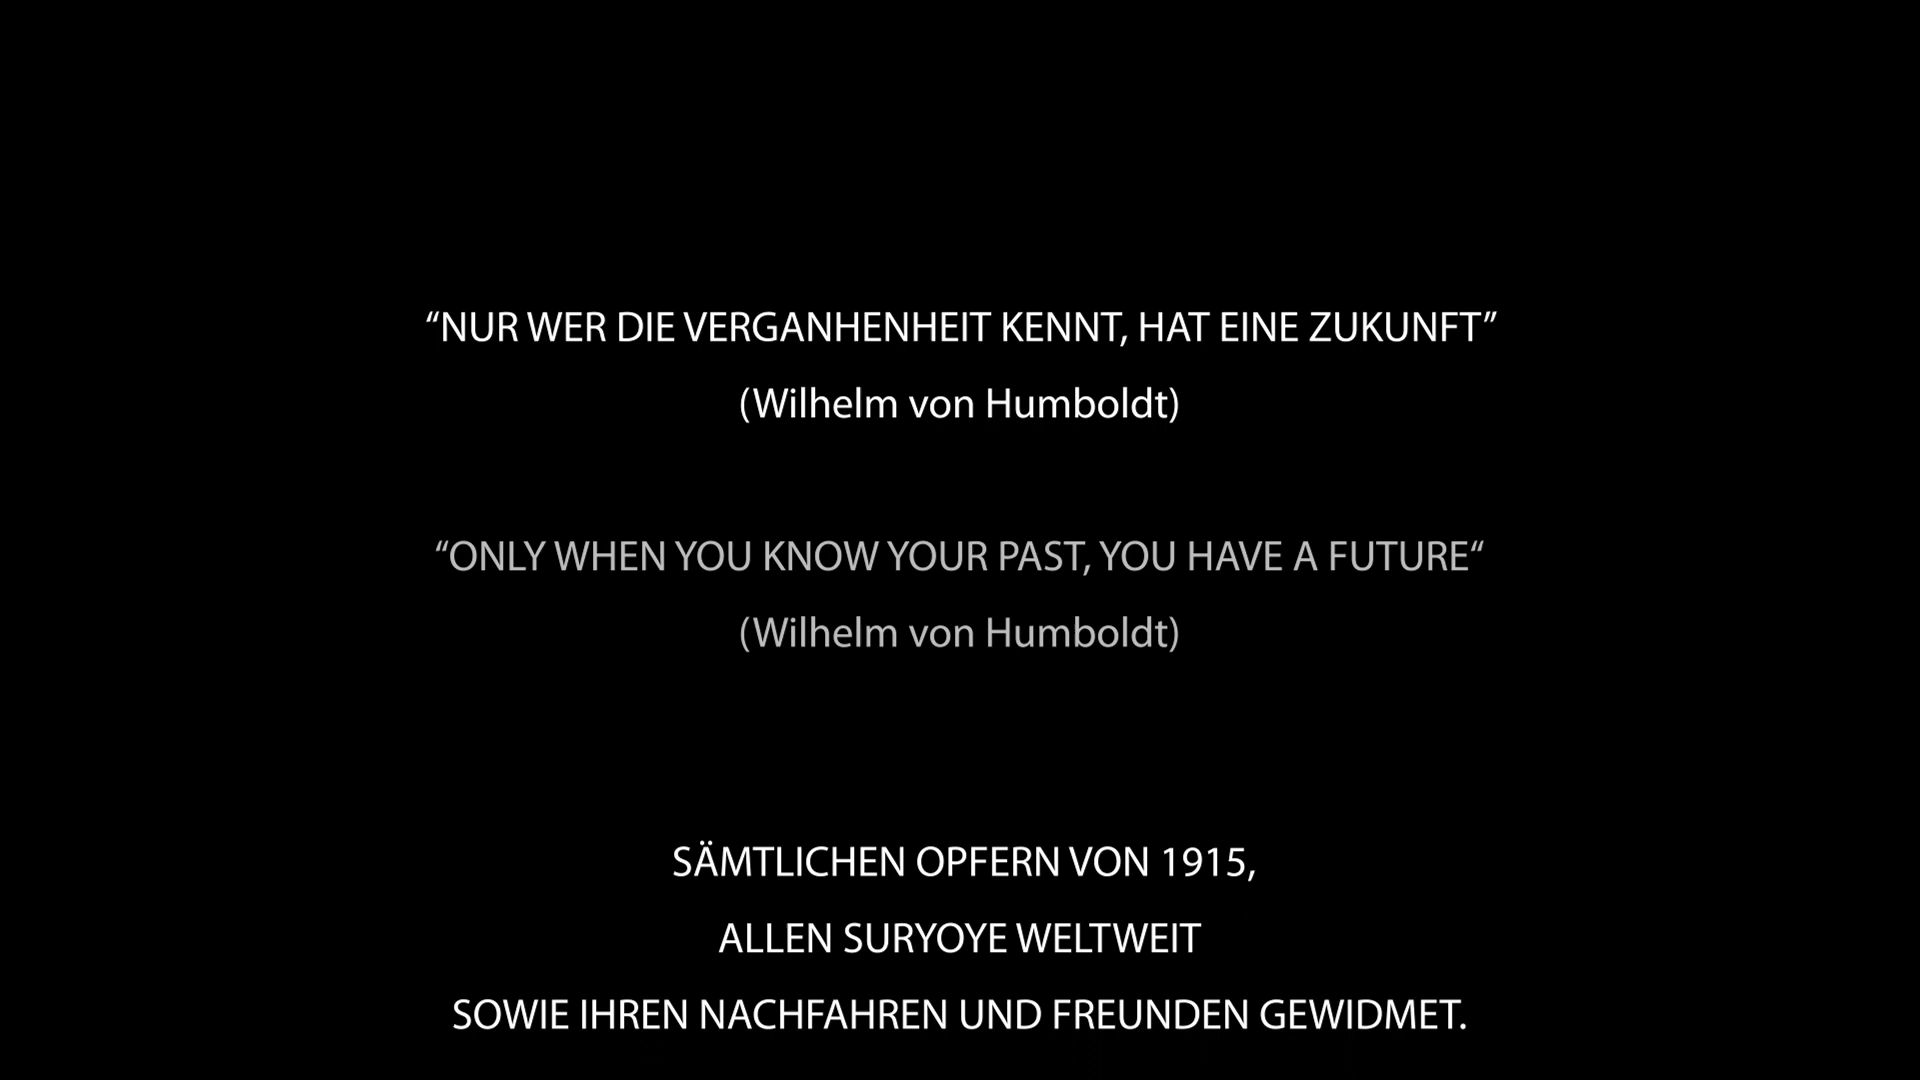 “NUR WER DIE VERGANHENHEIT KENNT, HAT EINE ZUKUNFT”
(Wilhelm von Humboldt)
“ONLY WHEN YOU KNOW YOUR PAST, YOU HAVE A FUTURE“
(Wilhelm von Humboldt)
SÄMTLICHEN OPFERN VON 1915,
ALLEN SURYOYE WELTWEIT
SOWIE IHREN NACHFAHREN UND FREUNDEN GEWIDMET.